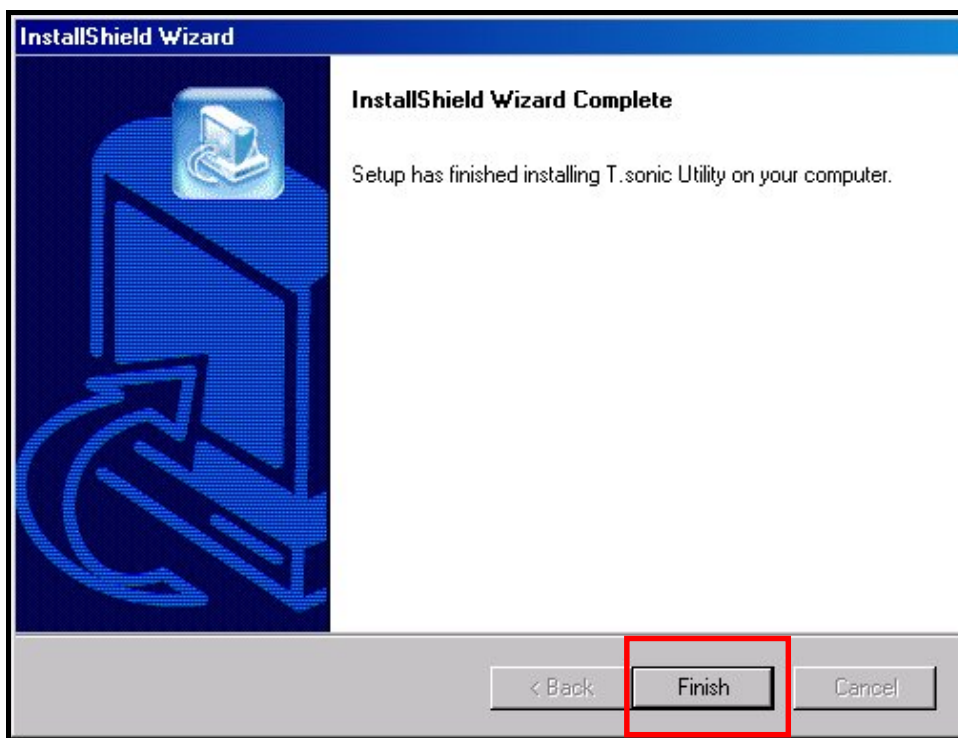 InstallShield Wizard
InstallShield Wizard Complete
Setup has finished installing T.sonic Utility on your computer.
< Back
Finish
Cancel